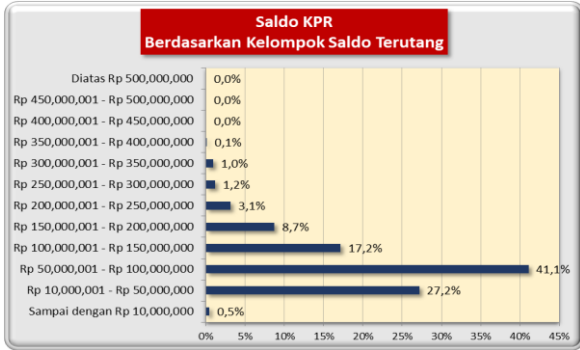 Saldo KPR
Berdasarkan Kelompok Saldo Terutang
Diatas Rp 500,000,000 0,0%
Rp 450,000,001 - Rp 500,000,000 0,0%
Rp 400,000,001 - Rp 450,000,000 0,0%
Rp 350,000,001 - Rp 400,000,000 0,1%
Rp 300,000,001 - Rp 350,000,000 1,0%
Rp 250,000,001 - Rp 300,000,000 1,2%
Rp 200,000,001 - Rp 250,000,000 3,1%
Rp 150,000,001 - Rp 200,000,000 8,7%
Rp 100,000,001 - Rp 150,000,000 17,2%
Rp 50,000,001 - Rp 100,000,000 41,1%
Rp 10,000,001 - Rp 50,000,000 27,2%
Sampai dengan Rp 10,000,000 0,5%
0% 5% 10% 15% 20% 25% 30% 35% 40% 45%